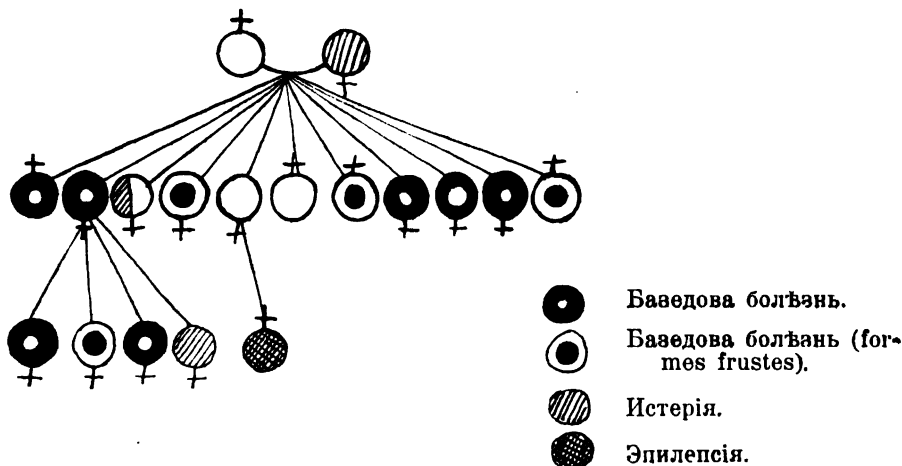 Базедова болѣзнь.
Базедова болѣзнь (for-
mes frustes).
Истерія.
Эпилепсія.